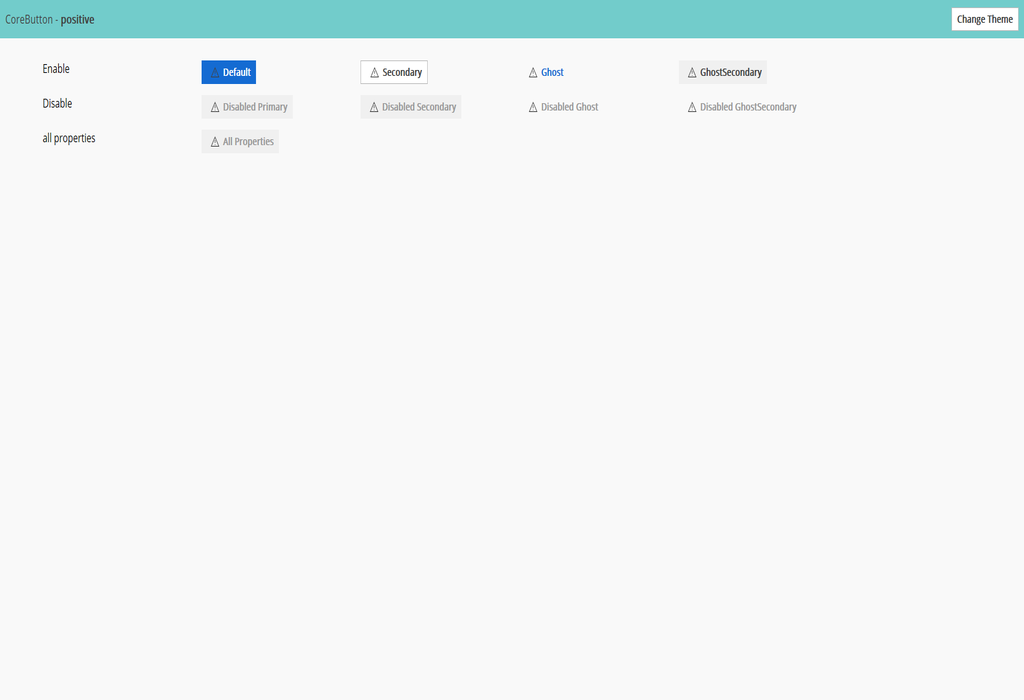 CoreButton - positive Change Theme
Enable Default Secondary Ghost GhostSecondary
Disable Disabled Primary Disabled Secondary Disabled Ghost Disabled GhostSecondary
all properties All Properties